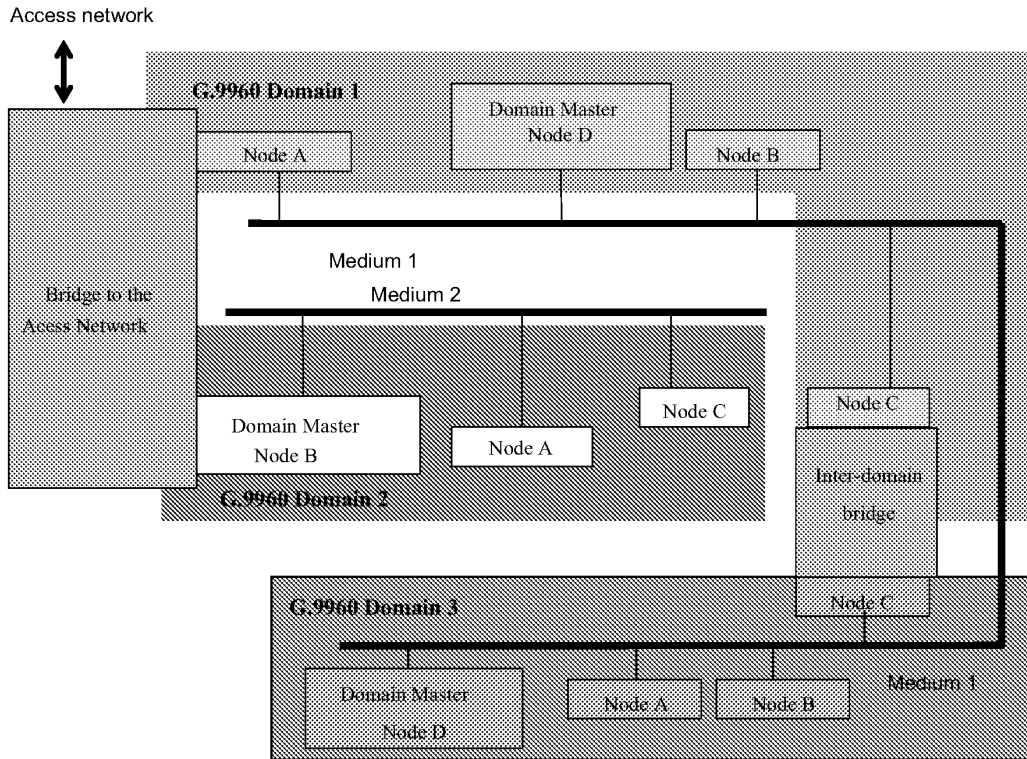 Access network
G.9960 Domain 1
Domain Master
Node D
Node A
Node B
Medium 1
Medium 2
Bridge to the
Acess Network
Node C
Node C
Domain Master
Node B
Node A
G.9960 Domain 2
Inter-domain
bridge
G.9960 Domain 3
Node C
Medium 1
Domain Master
Node D
Node A
Node B